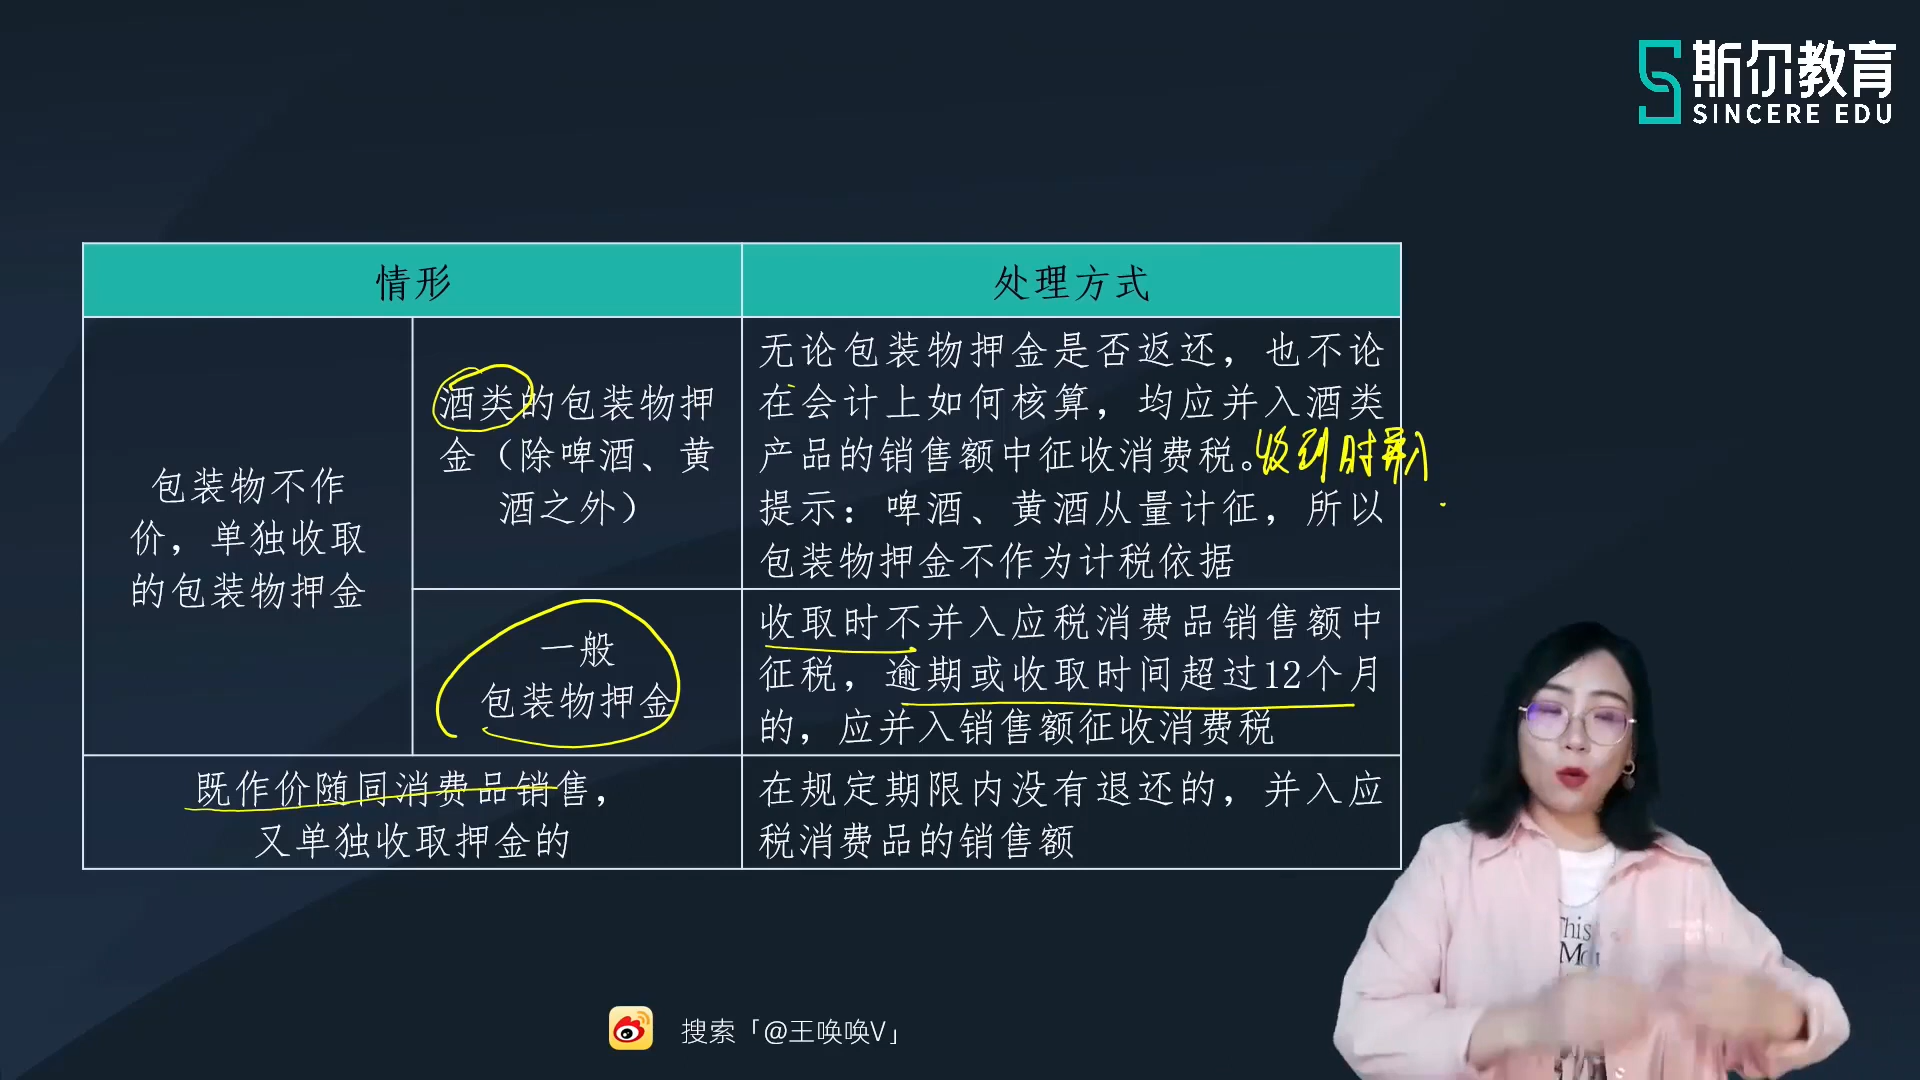 斯尔教育
SINCERE EDU
情形
处理方式
包装物不作
价，单独收取
的包装物押金
酒类的包装物押
金（除啤酒、黄
酒之外）
无论包装物押金是否返还，也不论
在会计上如何核算，均应并入酒类
产品的销售额中征收消费税。
收到时并入
提示：啤酒、黄酒从量计征，所以
包装物押金不作为计税依据
一般
包装物押金
收取时不并入应税消费品销售额中
征税，逾期或收取时间超过12个月
的，应并入销售额征收消费税
既作价随同消费品销售，
又单独收取押金的
在规定期限内没有退还的，并入应
税消费品的销售额
This
搜索「@王唤唤V」